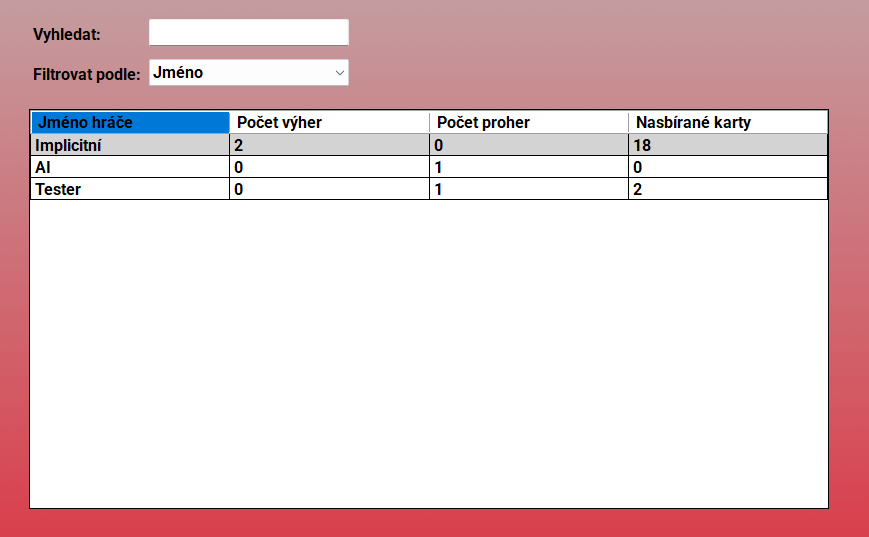 Vyhledat:
Filtrovat podle: Jméno
Jméno hráče Počet výher Počet proher Nasbírané karty
Implicitní 2 0 18
AI 0 1 0
Tester 0 1 2